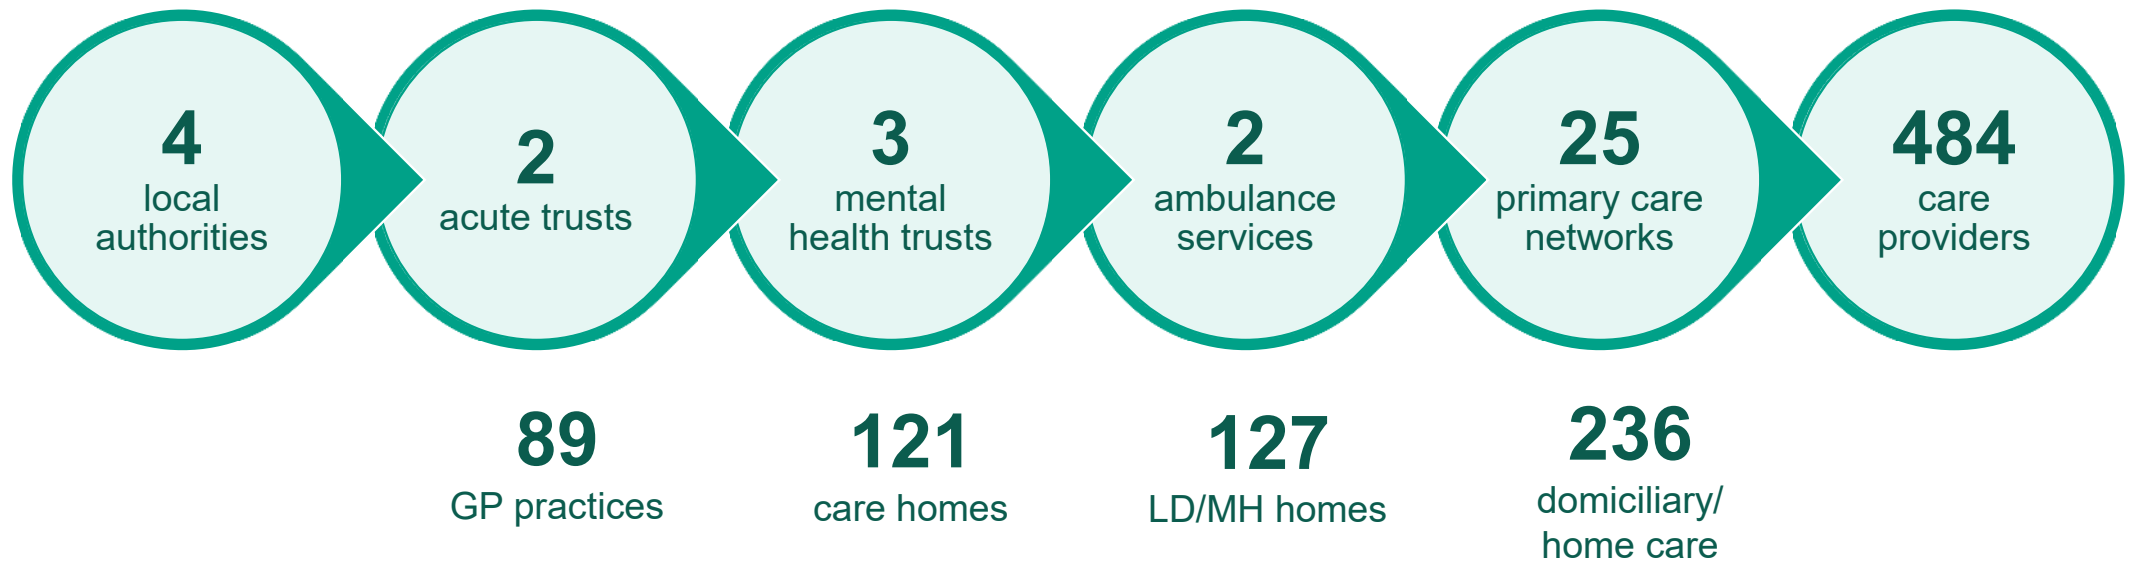 4
local
authorities
2
acute trusts
3
mental
health trusts
2
ambulance
services
25
primary care
networks
484
care
providers
89
GP practices
121
care homes
127
LD/MH homes
236
domiciliary/
home care